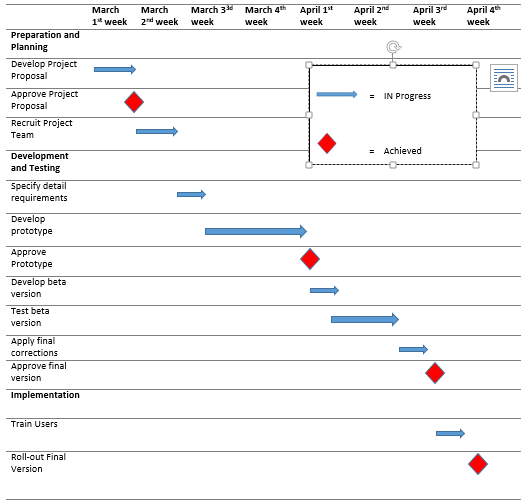 March 1st week March 2nd week March 33d week March 4th week April 1st week April 2nd week April 3rd week April 4th week
Preparation and
Planning
Develop Project
Proposal
Approve Project
Proposal
Recruit Project
Team
= IN Progress
= Achieved
Development
and Testing
Specify detail
requirements
Develop
prototype
Approve
Prototype
Develop beta
version
Test beta
version
Apply final
corrections
Approve final
version
Implementation
Train Users
Roll-out Final
Version